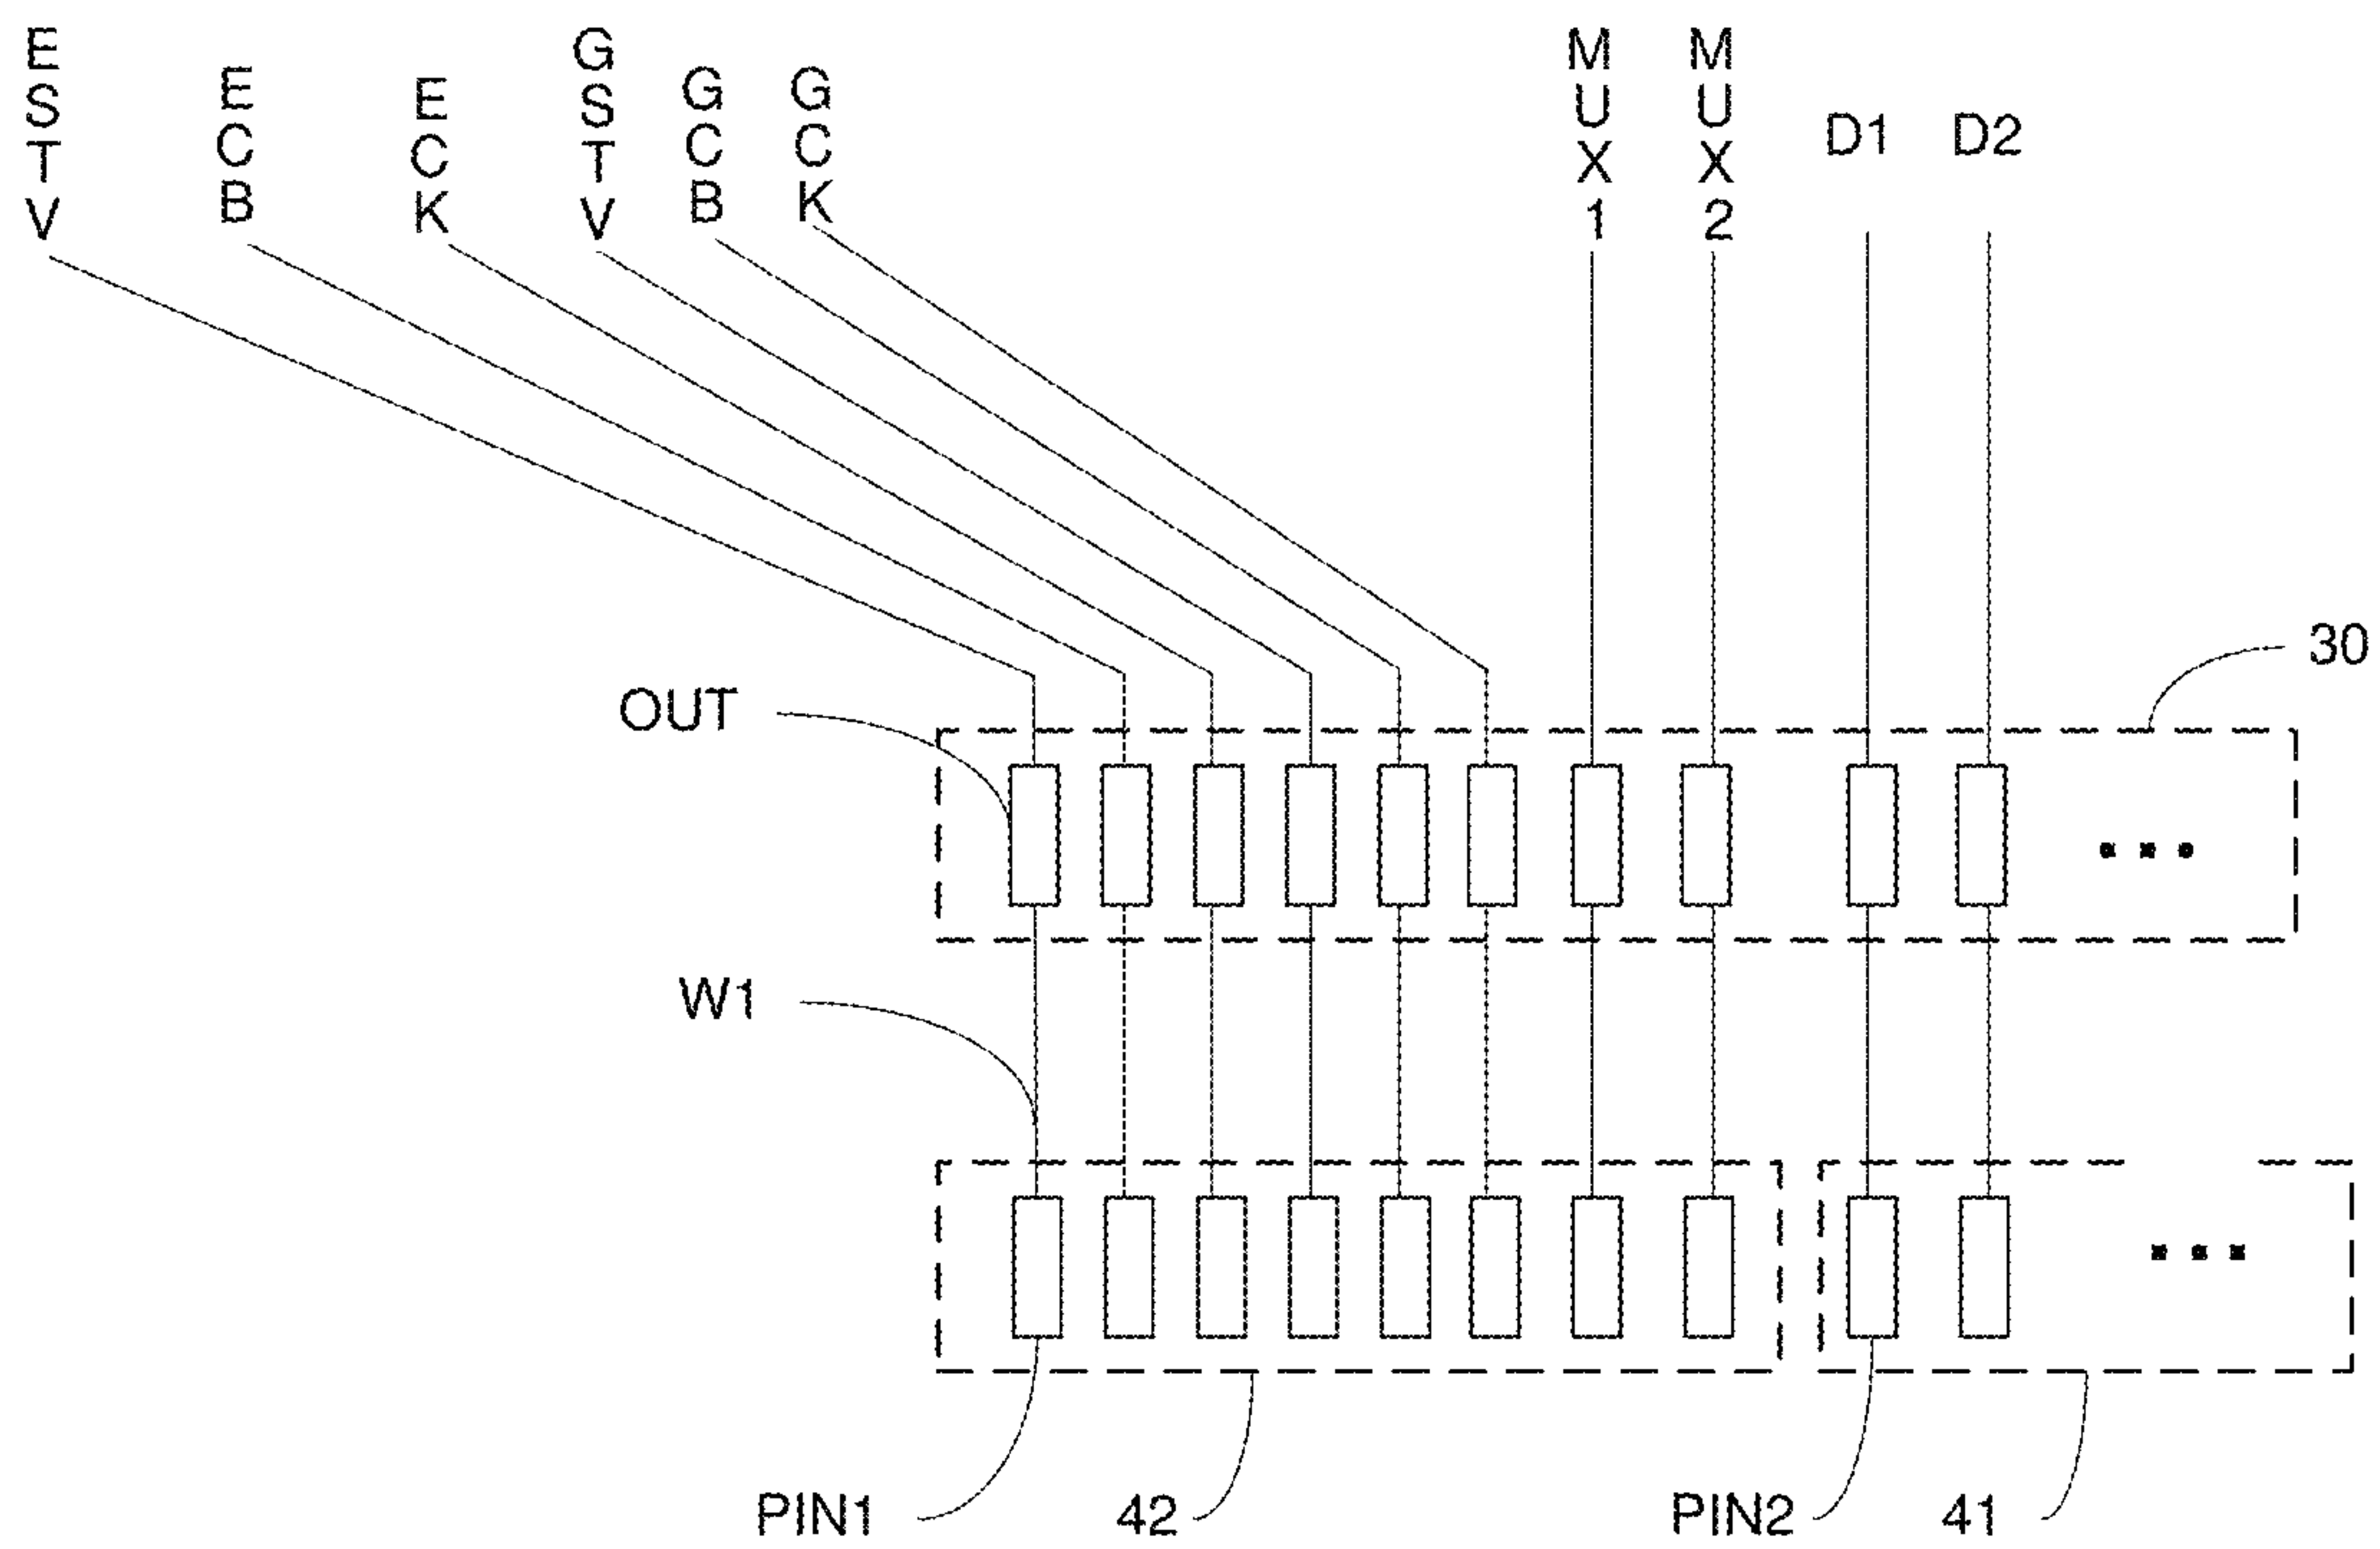 ESTV
ECB
ECK
GSTV
GCB
GCK
MUX1
MUX2
D1
D2
30
OUT
W1
PIN1
42
PIN2
41